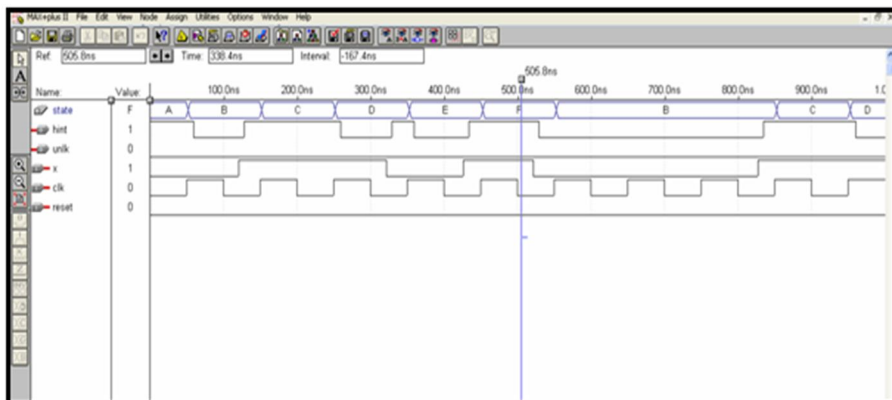 MAX+plus II File Edit View Node Assign Utilities Options Window Help
Ref: 505.8ns Time: 338.4ns Interval: -167.4ns
505.8ns
Name: Value: 100.0ns 200.0ns 300.0ns 400.0ns 500.0ns 600.0ns 700.0ns 800.0ns 900.0ns 1.0
state F A B C D E F B C D
hint 1
unlk 0
x 1
clk 0
reset 0
A